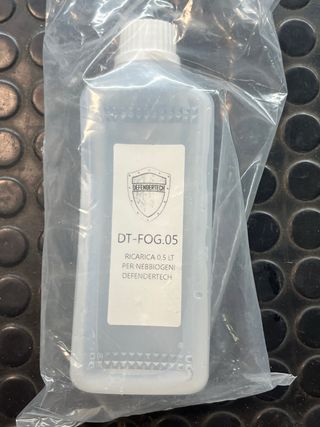 DEFENDERTECH
DT-FOG.05
RICARICA 0,5 LT
PER NEBBIOGENI
DEFENDERTECH